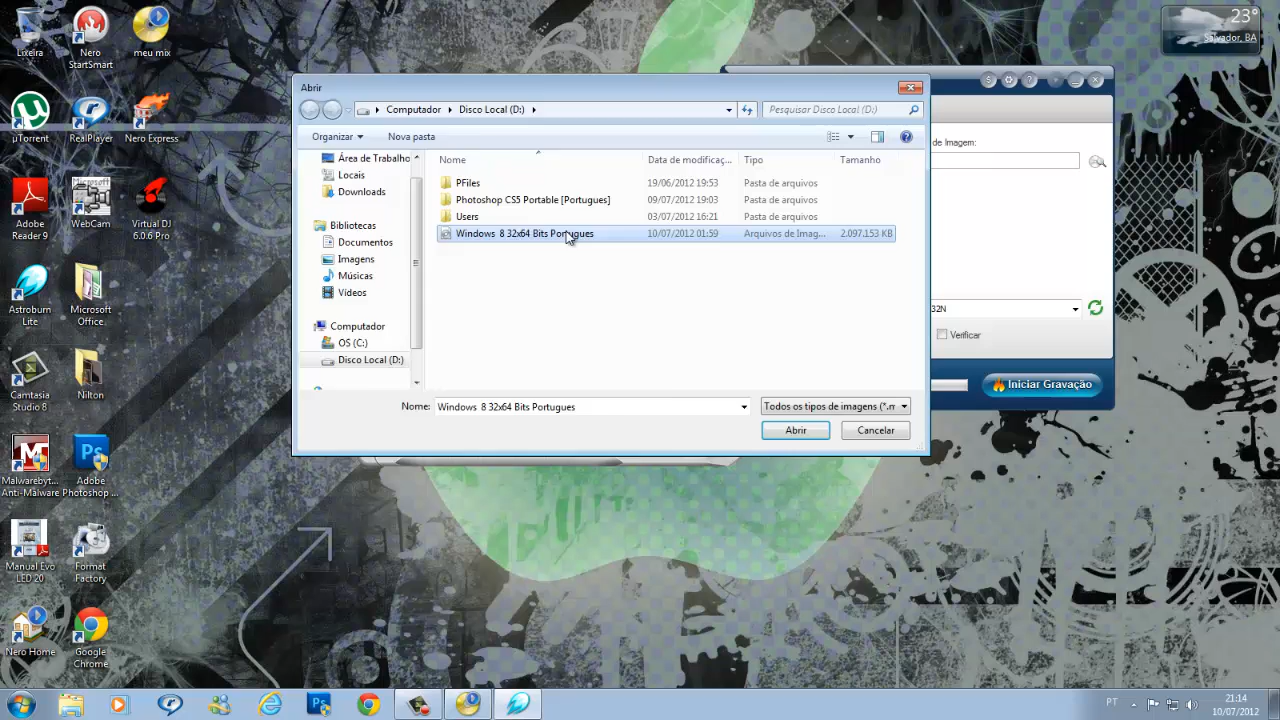 Lixeira
Nero
StartSmart
meu mix
µTorrent
RealPlayer
Nero Express
Adobe
Reader 9
WebCam
Virtual DJ
6.0.6 Pro
Astroburn
Lite
Microsoft
Office.
Camtasia
Studio 8
Nilton
Malwarebyt...
Anti-Malware
Adobe
Photoshop ...
Manual Evo
LED 20
Format
Factory
Nero Home
Google
Chrome
23°
Salvador, BA
Abrir
Computador
Disco Local (D:)
Pesquisar Disco Local (D:)
Organizar
Nova pasta
Área de Trabalho
Locais
Downloads
Bibliotecas
Documentos
Imagens
Músicas
Vídeos
Computador
OS (C:)
Disco Local (D:)
Nome
Data de modificaç...
Tipo
Tamanho
PFiles
19/06/2012 19:53
Pasta de arquivos
Photoshop CS5 Portable [Portugues]
09/07/2012 19:03
Pasta de arquivos
Users
03/07/2012 16:21
Pasta de arquivos
Windows 8 32x64 Bits Portugues
10/07/2012 01:59
Arquivos de Imag...
2.097.153 KB
Nome:
Windows 8 32x64 Bits Portugues
Todos os tipos de imagens (*.m
Abrir
Cancelar
de Imagem:
32N
Verificar
Iniciar Gravação
PT
21:14
10/07/2012